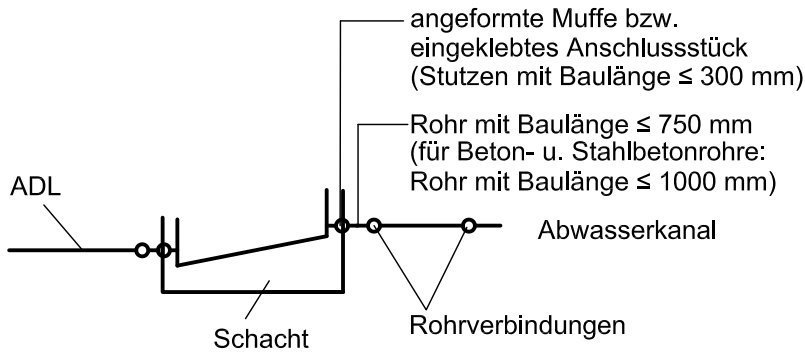 angeformte Muffe bzw.
eingeklebtes Anschlussstück
(Stutzen mit Baulänge ≤ 300 mm)
Rohr mit Baulänge ≤ 750 mm
(für Beton- u. Stahlbetonrohre:
Rohr mit Baulänge ≤ 1000 mm)
ADL
Abwasserkanal
Schacht
Rohrverbindungen